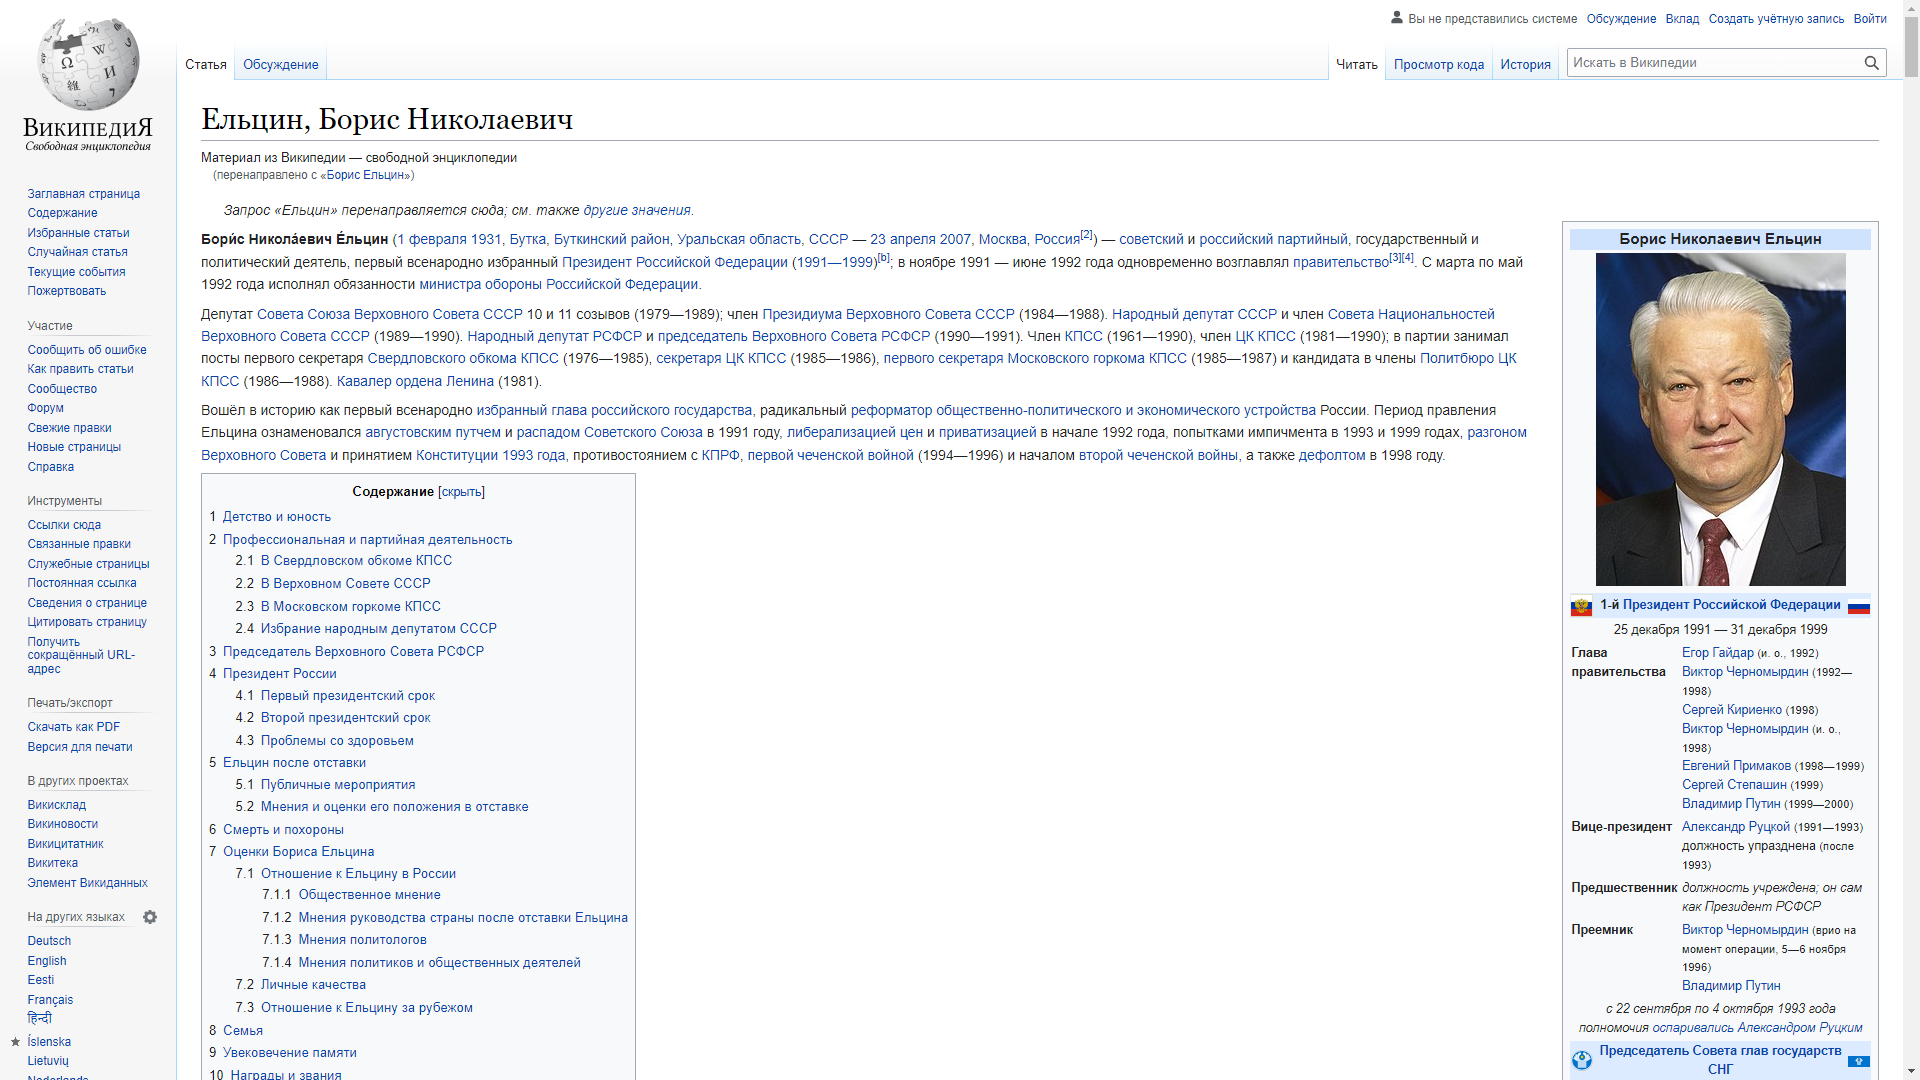 Вы не представились системе Обсуждение Вклад Создать учётную запись Войти
Статья Обсуждение Читать Просмотр кода История Искать в Википедии
ВикипедиЯ
Свободная энциклопедия
Заглавная страница
Содержание
Избранные статьи
Случайная статья
Текущие события
Пожертвовать
Участие
Сообщить об ошибке
Как править статьи
Сообщество
Форум
Свежие правки
Новые страницы
Справка
Инструменты
Ссылки сюда
Связанные правки
Служебные страницы
Постоянная ссылка
Сведения о странице
Цитировать страницу
Получить
сокращённый URL-
адрес
Печать/экспорт
Скачать как PDF
Версия для печати
В других проектах
Викисклад
Викиновости
Викицитатник
Викитека
Элемент Викиданных
На других языках
Deutsch
English
Eesti
Français
हिन्दी
Íslenska
Lietuvių
Nederlands
Ельцин, Борис Николаевич
Материал из Википедии — свободной энциклопедии
(перенаправлено с «Борис Ельцин»)
Запрос «Ельцин» перенаправляется сюда; см. также другие значения.
Бори́с Никола́евич Е́льцин (1 февраля 1931, Бутка, Буткинский район, Уральская область, СССР — 23 апреля 2007, Москва, Россия[2]) — советский и российский партийный, государственный и
политический деятель, первый всенародно избранный Президент Российской Федерации (1991—1999)[b]; в ноябре 1991 — июне 1992 года одновременно возглавлял правительство[3][4]. С марта по май
1992 года исполнял обязанности министра обороны Российской Федерации.
Депутат Совета Союза Верховного Совета СССР 10 и 11 созывов (1979—1989); член Президиума Верховного Совета СССР (1984—1988). Народный депутат СССР и член Совета Национальностей
Верховного Совета СССР (1989—1990). Народный депутат РСФСР и председатель Верховного Совета РСФСР (1990—1991). Член КПСС (1961—1990), член ЦК КПСС (1981—1990); в партии занимал
посты первого секретаря Свердловского обкома КПСС (1976—1985), секретаря ЦК КПСС (1985—1986), первого секретаря Московского горкома КПСС (1985—1987) и кандидата в члены Политбюро ЦК
КПСС (1986—1988). Кавалер ордена Ленина (1981).
Вошёл в историю как первый всенародно избранный глава российского государства, радикальный реформатор общественно-политического и экономического устройства России. Период правления
Ельцина ознаменовался августовским путчем и распадом Советского Союза в 1991 году, либерализацией цен и приватизацией в начале 1992 года, попытками импичмента в 1993 и 1999 годах, разгоном
Верховного Совета и принятием Конституции 1993 года, противостоянием с КПРФ, первой чеченской войной (1994—1996) и началом второй чеченской войны, а также дефолтом в 1998 году.
Содержание [скрыть]
1 Детство и юность
2 Профессиональная и партийная деятельность
2.1 В Свердловском обкоме КПСС
2.2 В Верховном Совете СССР
2.3 В Московском горкоме КПСС
2.4 Избрание народным депутатом СССР
3 Председатель Верховного Совета РСФСР
4 Президент России
4.1 Первый президентский срок
4.2 Второй президентский срок
4.3 Проблемы со здоровьем
5 Ельцин после отставки
5.1 Публичные мероприятия
5.2 Мнения и оценки его положения в отставке
6 Смерть и похороны
7 Оценки Бориса Ельцина
7.1 Отношение к Ельцину в России
7.1.1 Общественное мнение
7.1.2 Мнения руководства страны после отставки Ельцина
7.1.3 Мнения политологов
7.1.4 Мнения политиков и общественных деятелей
7.2 Личные качества
7.3 Отношение к Ельцину за рубежом
8 Семья
9 Увековечение памяти
10 Награды и звания
Борис Николаевич Ельцин
1-й Президент Российской Федерации
25 декабря 1991 — 31 декабря 1999
Глава
правительства
Егор Гайдар (и. о., 1992)
Виктор Черномырдин (1992—
1998)
Сергей Кириенко (1998)
Виктор Черномырдин (и. о.,
1998)
Евгений Примаков (1998—1999)
Сергей Степашин (1999)
Владимир Путин (1999—2000)
Вице-президент Александр Руцкой (1991—1993)
должность упразднена (после
1993)
Предшественник должность учреждена; он сам
как Президент РСФСР
Преемник Виктор Черномырдин (врио на
момент операции, 5—6 ноября
1996)
Владимир Путин
с 22 сентября по 4 октября 1993 года
полномочия оспаривались Александром Руцким
Председатель Совета глав государств
СНГ